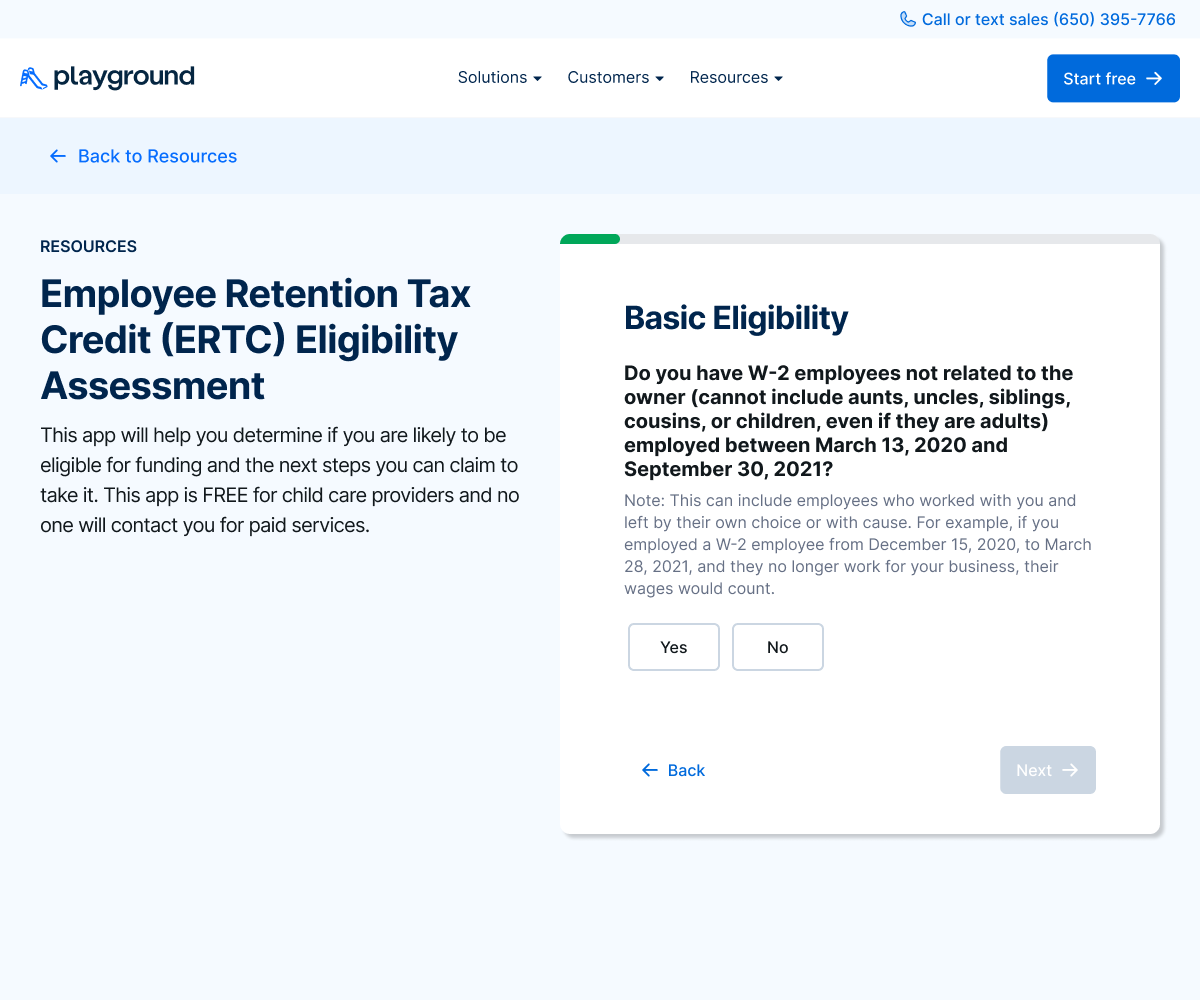 Call or text sales (650) 395-7766
playground
Solutions
Customers
Resources
Start free
Back to Resources
RESOURCES
Employee Retention Tax
Credit (ERTC) Eligibility
Assessment
This app will help you determine if you are likely to be
eligible for funding and the next steps you can claim to
take it. This app is FREE for child care providers and no
one will contact you for paid services.
Basic Eligibility
Do you have W-2 employees not related to the
owner (cannot include aunts, uncles, siblings,
cousins, or children, even if they are adults)
employed between March 13, 2020 and
September 30, 2021?
Note: This can include employees who worked with you and
left by their own choice or with cause. For example, if you
employed a W-2 employee from December 15, 2020, to March
28, 2021, and they no longer work for your business, their
wages would count.
Yes
No
Back
Next